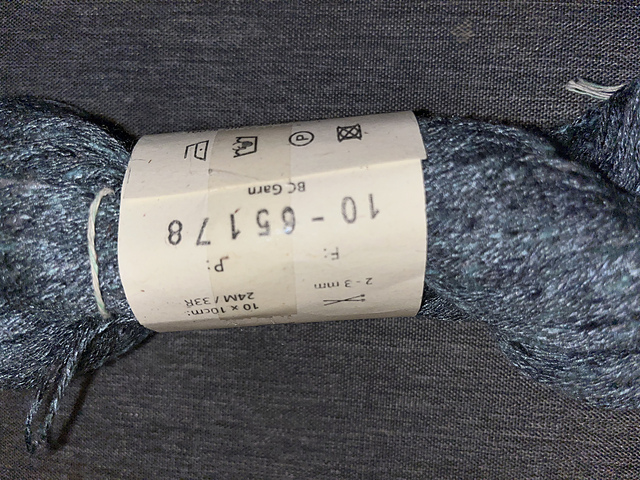 10 x 10cm:
2 - 3 mm 24M / 33R
F: P:
10 - 65178
BC Garn
P